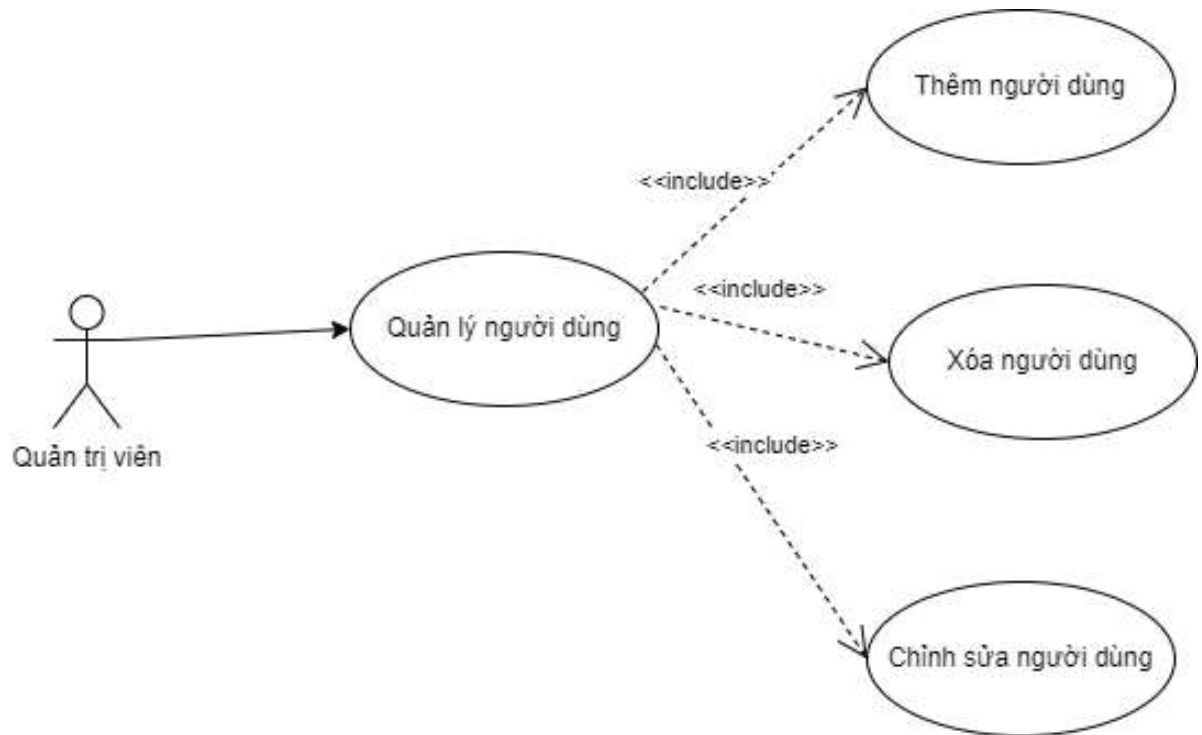 Thêm người dùng
<<include>>
<<include>>
Quản lý người dùng
Xóa người dùng
<<include>>
Quản trị viên
Chỉnh sửa người dùng